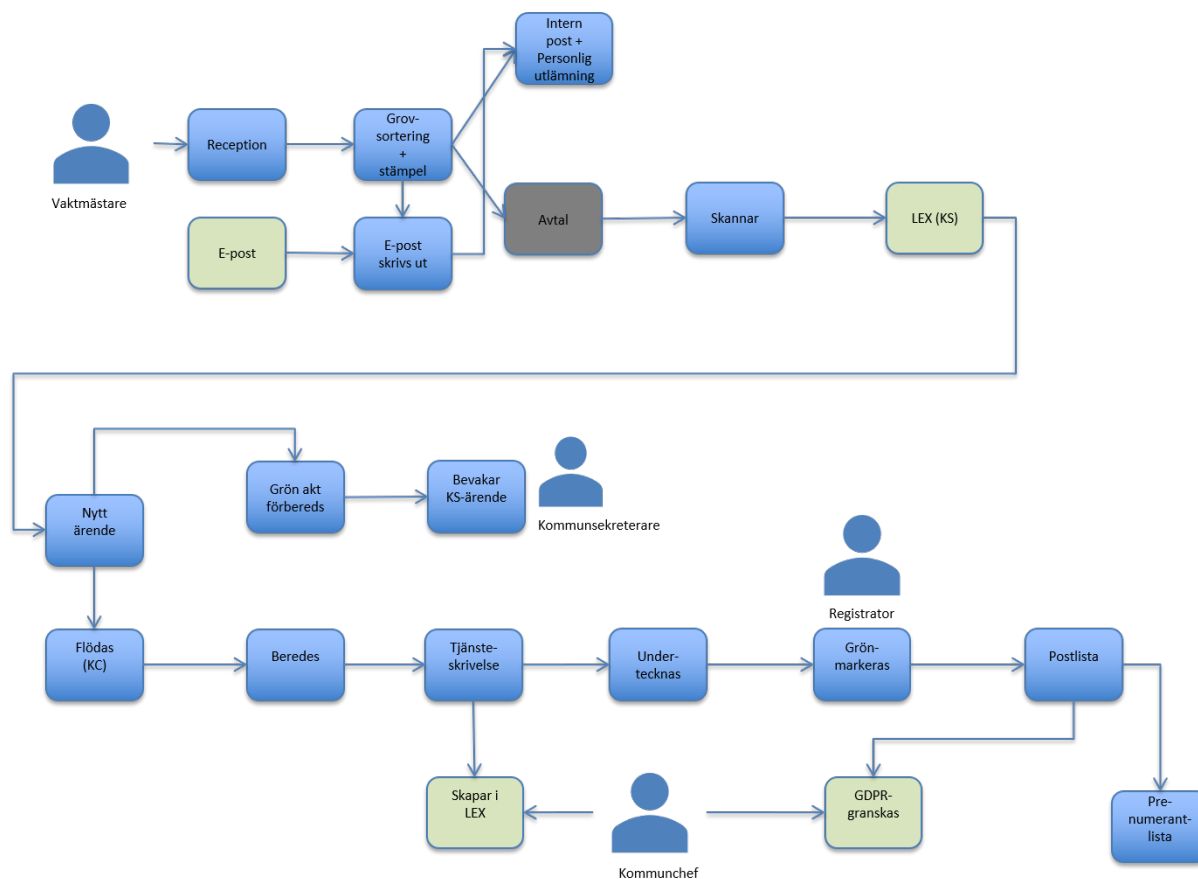 Intern
post +
Personlig
utlämning
Vaktmästare
Reception
Grov-
sortering
+
stämpel
E-post
E-post
skrivs ut
Avtal
Skannar
LEX (KS)
Nytt
ärende
Grön akt
förbereds
Bevakar
KS-ärende
Kommunsekreterare
Registrator
Flödas
(KC)
Beredes
Tjänste-
skrivelse
Under-
tecknas
Grön-
markeras
Postlista
Skapar i
LEX
Kommunchef
GDPR-
granskas
Pre-
numerant-
lista